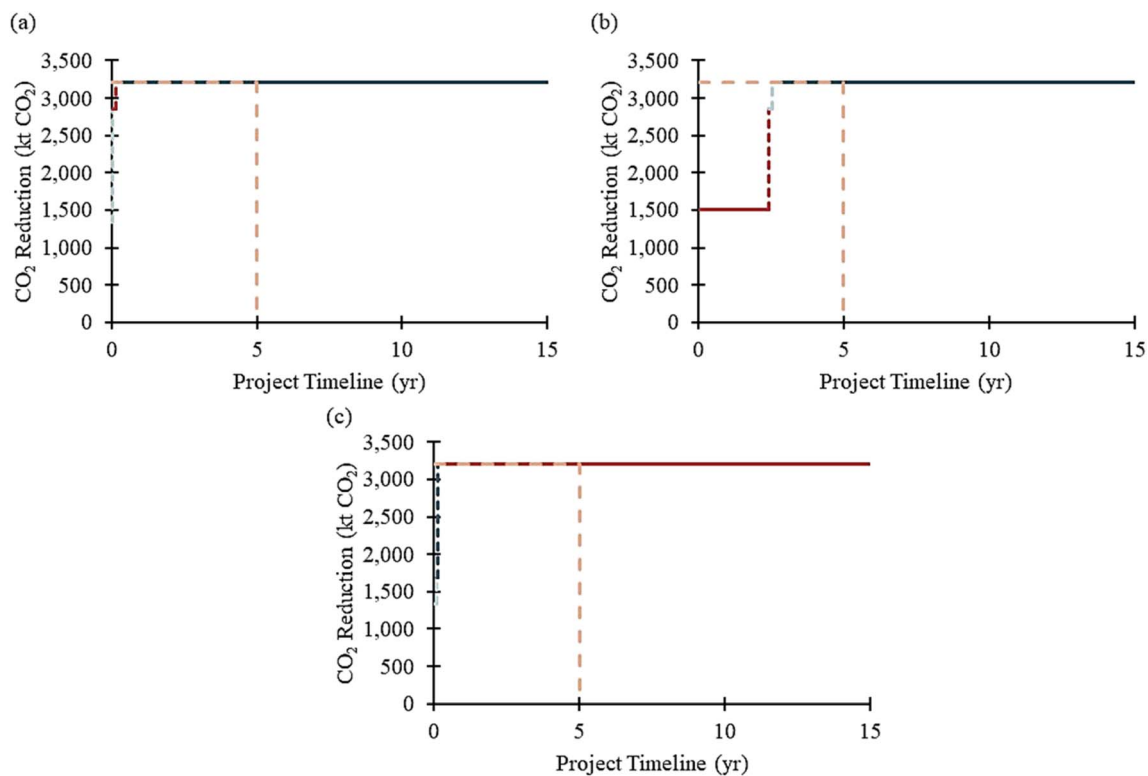 (a)
3,500
3,000
2,500
2,000
1,500
1,000
500
0
CO₂ Reduction (kt CO₂)
0 5 10 15
Project Timeline (yr)
(b)
3,500
3,000
2,500
2,000
1,500
1,000
500
0
CO₂ Reduction (kt CO₂)
0 5 10 15
Project Timeline (yr)
(c)
3,500
3,000
2,500
2,000
1,500
1,000
500
0
CO₂ Reduction (kt CO₂)
0 5 10 15
Project Timeline (yr)